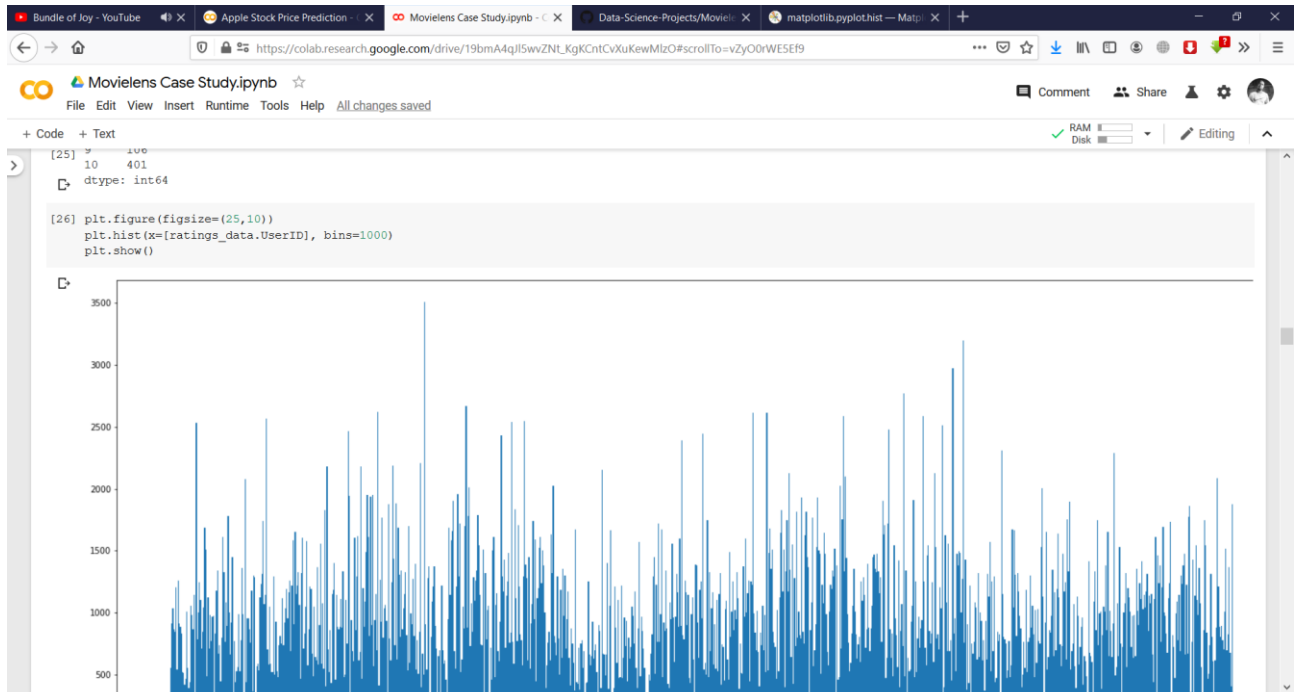 Bundle of Joy - YouTube
Apple Stock Price Prediction -
Movielens Case Study.ipynb - C
Data-Science-Projects/Moviele
matplotlib.pyplot.hist — Matpl
https://colab.research.google.com/drive/19bmA4qJl5wvZNt_KgKCntCvXuKewMlzO#scrollTo=vZyO0rWE5Ef9
CO Movielens Case Study.ipynb
Comment Share
File Edit View Insert Runtime Tools Help All changes saved
+ Code + Text
RAM
Disk
Editing
[25] 9 106
10 401
dtype: int64
[26] plt.figure(figsize=(25,10))
plt.hist(x=[ratings_data.UserID], bins=1000)
plt.show()
3500
3000
2500
2000
1500
1000
500